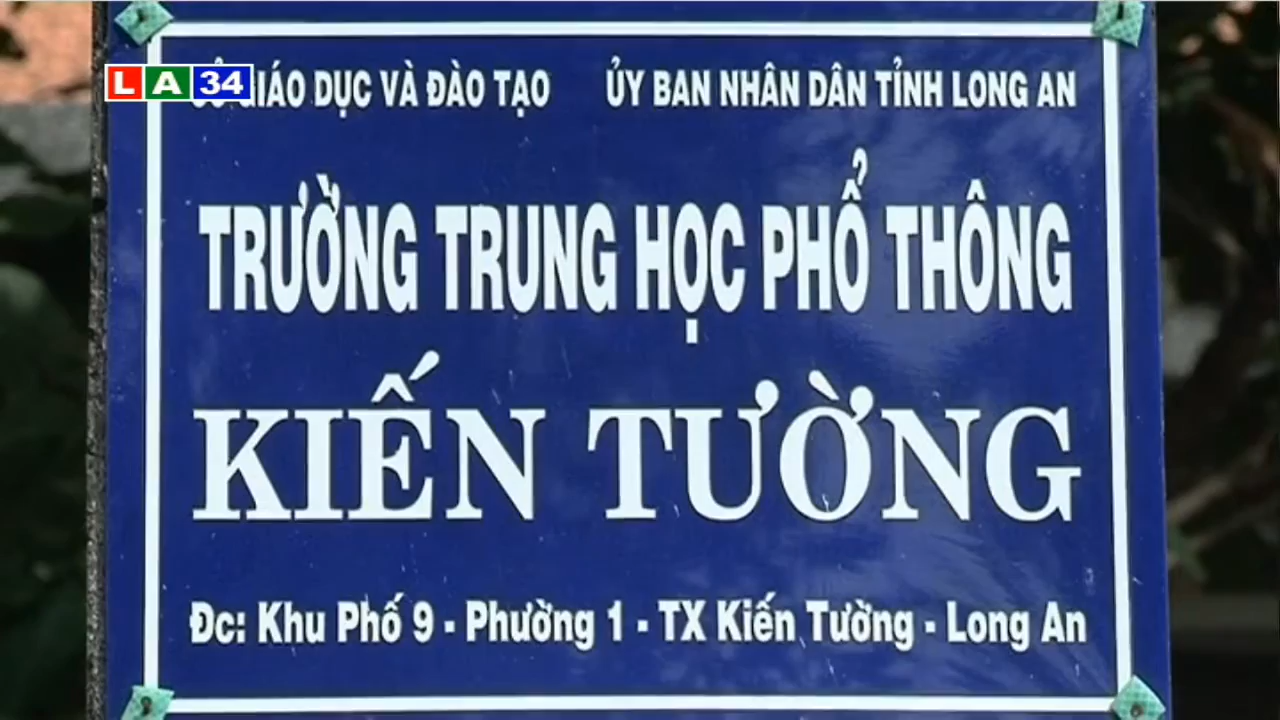 LA34
GIÁO DỤC VÀ ĐÀO TẠO ỦY BAN NHÂN DÂN TỈNH LONG AN
TRƯỜNG TRUNG HỌC PHỔ THÔNG
KIẾN TƯỜNG
Đc: Khu Phố 9 - Phường 1 - TX Kiến Tường - Long An